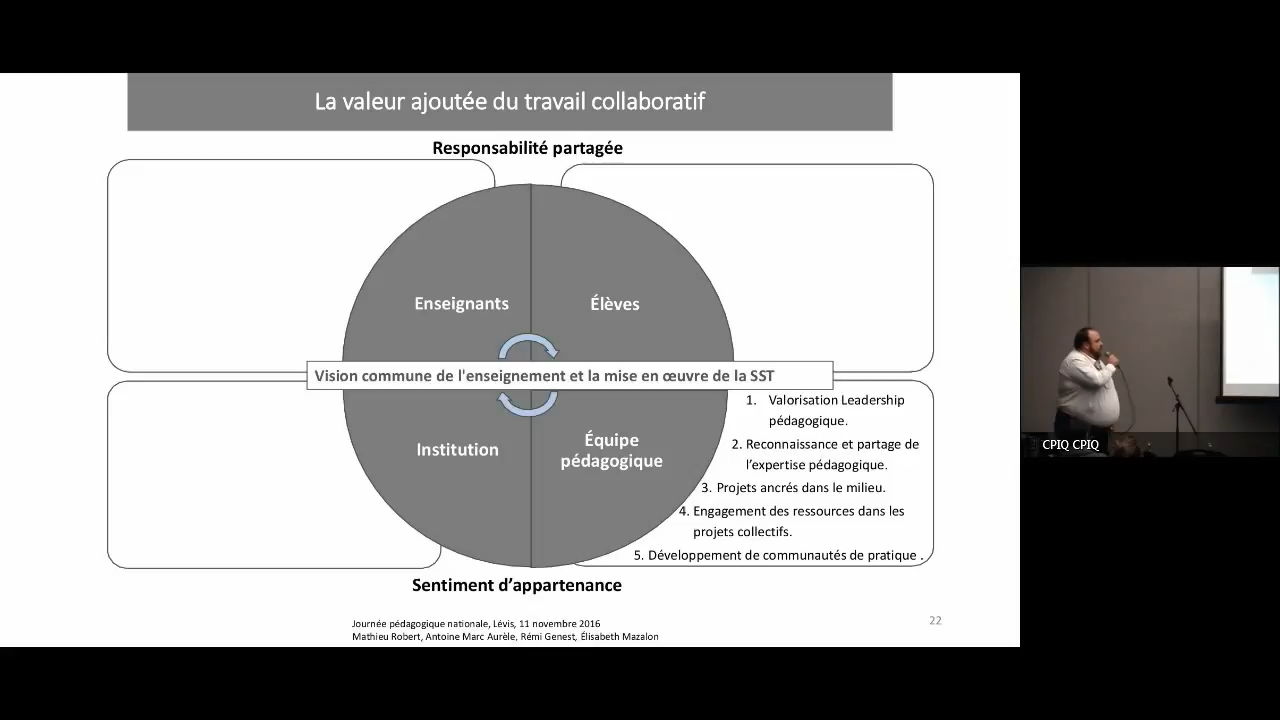 La valeur ajoutée du travail collaboratif
Responsabilité partagée
Enseignants
Élèves
Vision commune de l'enseignement et la mise en œuvre de la SST
Institution
Équipe
pédagogique
1. Valorisation Leadership
pédagogique.
2. Reconnaissance et partage de
l’expertise pédagogique.
3. Projets ancrés dans le milieu.
4. Engagement des ressources dans les
projets collectifs.
5. Développement de communautés de pratique .
Sentiment d’appartenance
Journée pédagogique nationale, Lévis, 11 novembre 2016
Mathieu Robert, Antoine Marc Aurèle, Rémi Genest, Élisabeth Mazalon
22
CPIQ CPIQ